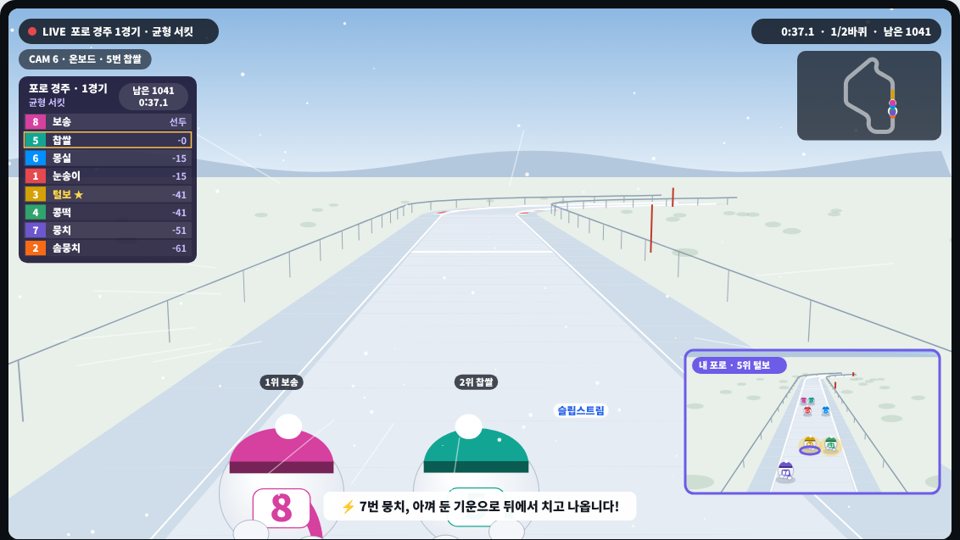 LIVE 포로 경주 1경기 · 균형 서킷
0:37.1 · 1/2바퀴 · 남은 1041
CAM 6 · 온보드 · 5번 찹쌀
포로 경주 · 1경기
균형 서킷
남은 1041
0:37.1
8 보송 선두
5 찹쌀 -0
6 몽실 -15
1 눈송이 -15
3 털보 ★ -41
4 콩떡 -41
7 뭉치 -51
2 솜뭉치 -61
1위 보송
2위 찹쌀
슬립스트림
내 포로 · 5위 털보
8
⚡ 7번 뭉치, 아껴 둔 기운으로 뒤에서 치고 나옵니다!